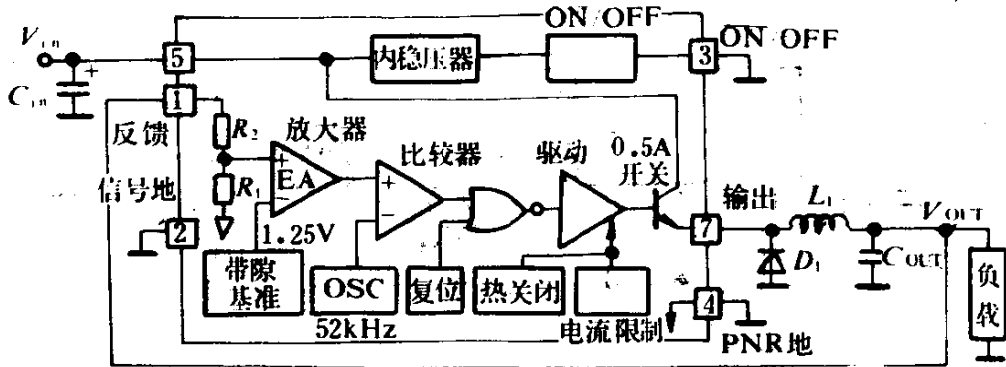 ON/OFF
Vin
5
内稳压器
3
ON/OFF
Cin
1
反馈
R2
放大器
比较器
驱动
0.5A
开关
信号地
R1
+
EA
−
+
−
输出
L1
VOUT
2
1.25V
7
D1
COUT
负载
带隙
基准
OSC
复位
热关闭
4
52kHz
电流限制
PNR地